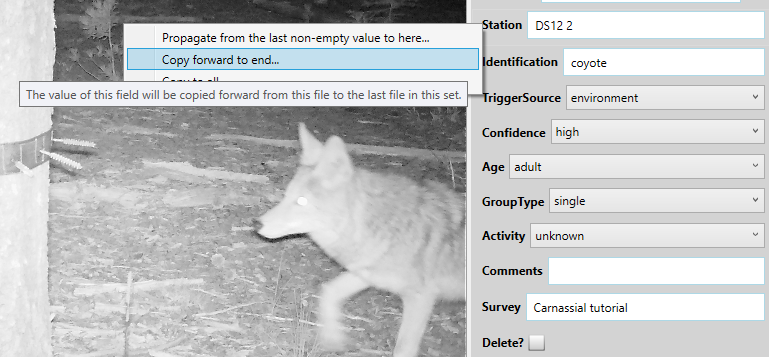 Propagate from the last non-empty value to here...
Copy forward to end...
Copy to all
The value of this field will be copied forward from this file to the last file in this set.
Station DS12 2
Identification coyote
TriggerSource environment
Confidence high
Age adult
GroupType single
Activity unknown
Comments
Survey Carnassial tutorial
Delete?